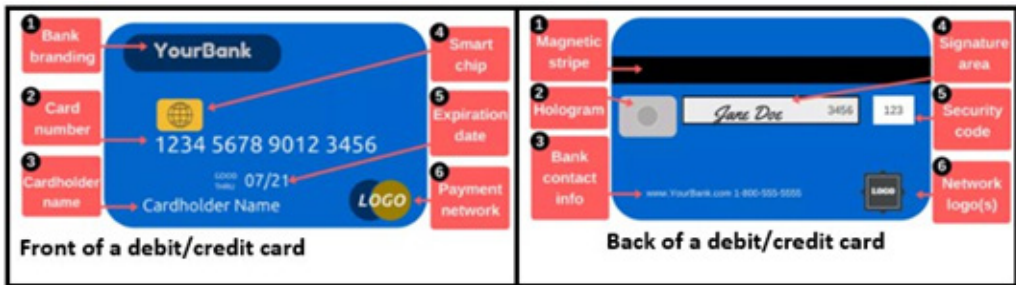 1
Bank
branding
YourBank
4
Smart
chip
2
Card
number
1234 5678 9012 3456
5
Expiration
date
3
Cardholder
name
GOOD
THRU
07/21
Cardholder Name
LOGO
6
Payment
network
Front of a debit/credit card
1
Magnetic
stripe
4
Signature
area
2
Hologram
Jane Doe 3456 123
5
Security
code
3
Bank
contact
info
www.YourBank.com 1-800-555-5555
LOGO
6
Network
logo(s)
Back of a debit/credit card